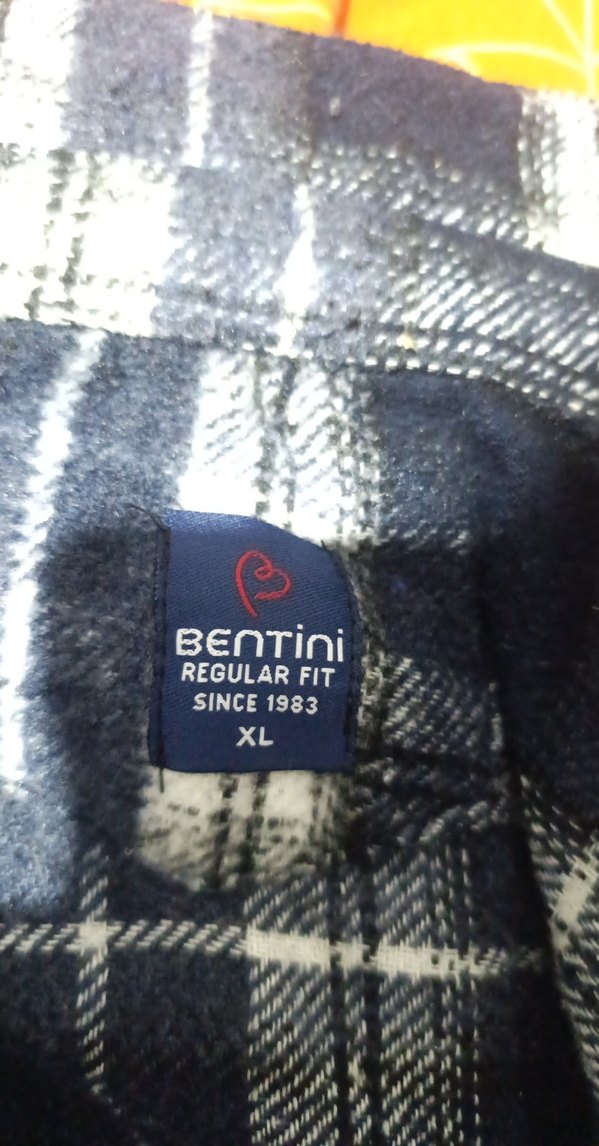 BENTINI
REGULAR FIT
SINCE 1983
XL